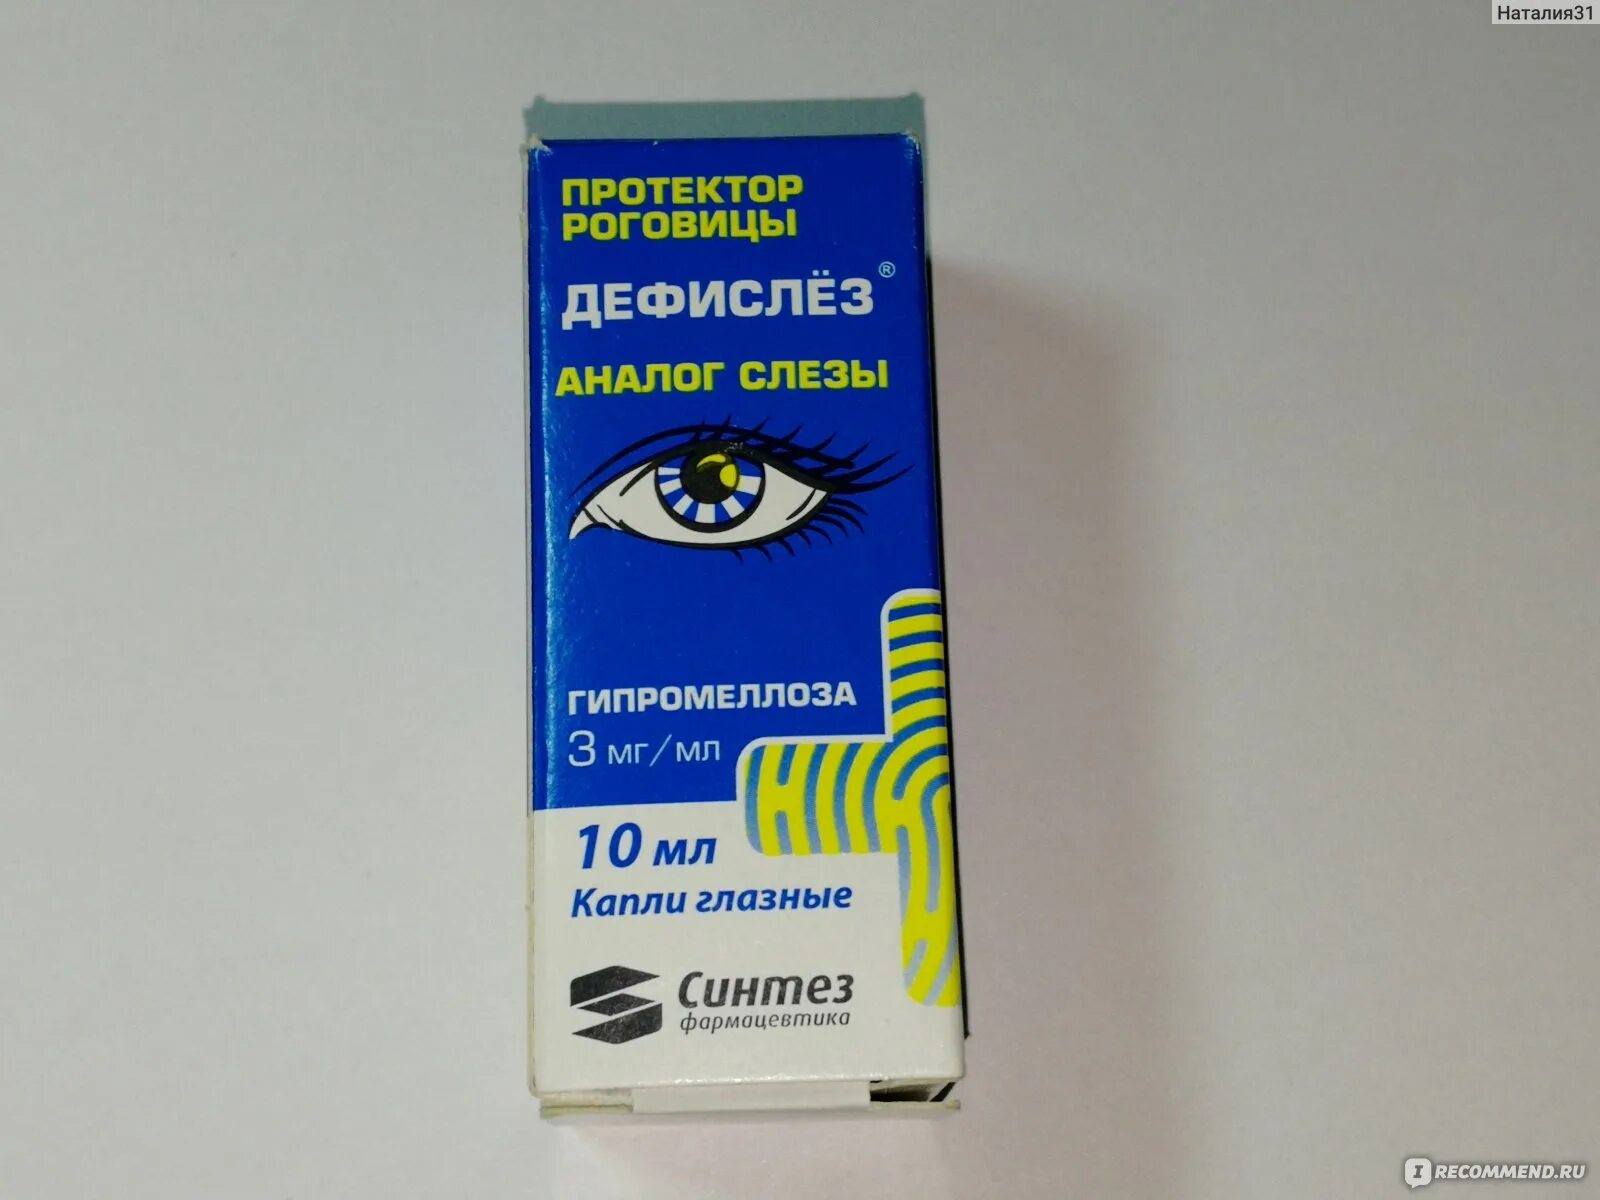 Наталия31
ПРОТЕКТОР
РОГОВИЦЫ
ДЕФИСЛЁЗ®
АНАЛОГ СЛЕЗЫ
ГИПРОМЕЛЛОЗА
3 мг/мл
10 мл
Капли глазные
Синтез
фармацевтика
IRECOMMEND.RU